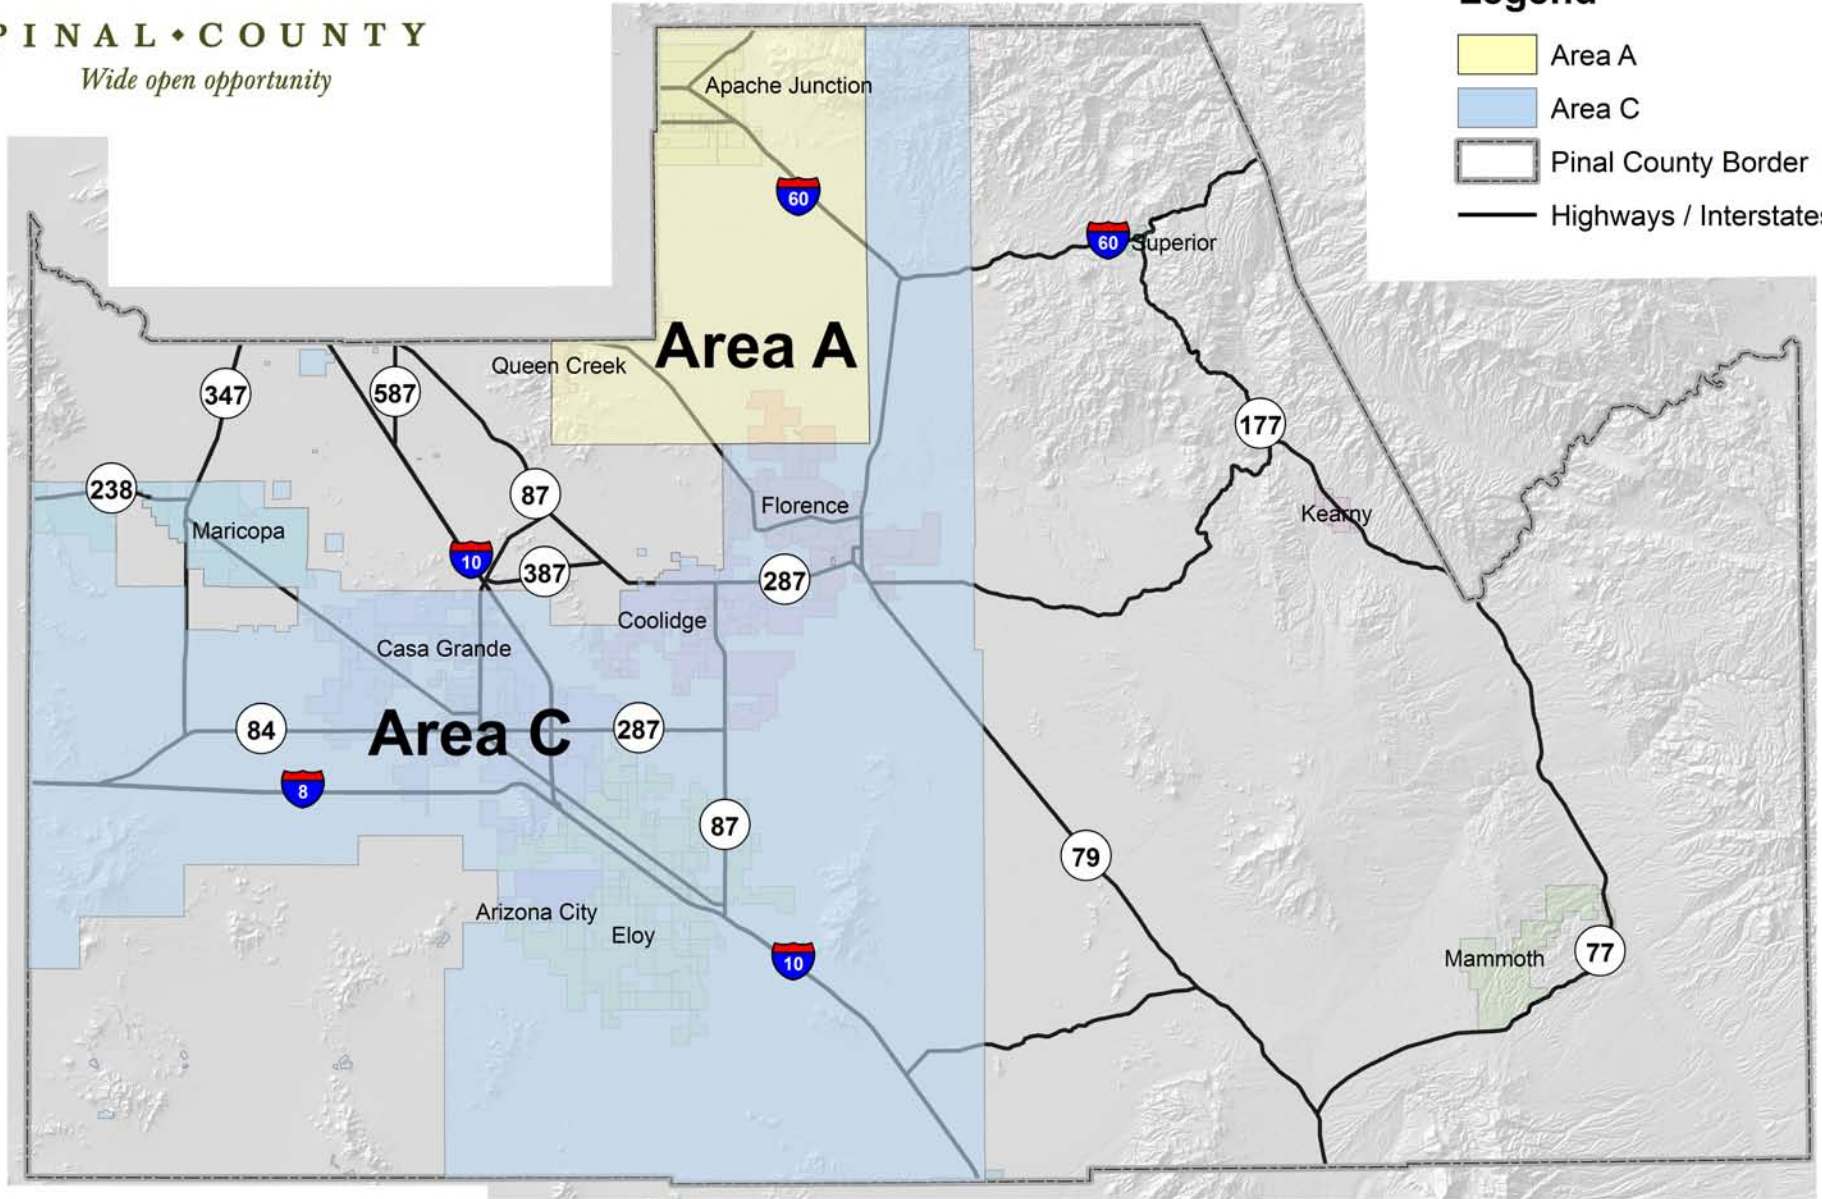 PINAL♦COUNTY
Wide open opportunity
Legend
Area A
Area C
Pinal County Border
Highways / Interstates
Apache Junction
60
60
Superior
Area A
Queen Creek
347
587
177
238
87
Florence
Kearny
Maricopa
10
387
287
Coolidge
Casa Grande
84
Area C
287
8
87
79
Arizona City
Eloy
10
Mammoth
77